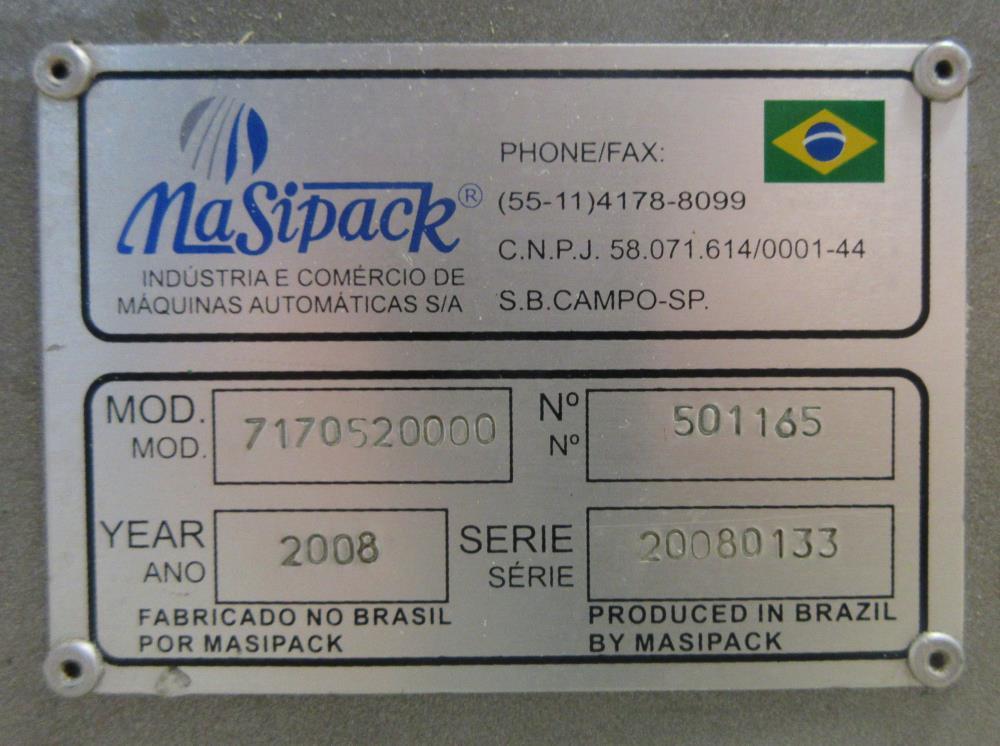 MaSipack®
INDÚSTRIA E COMÉRCIO DE
MÁQUINAS AUTOMÁTICAS S/A
PHONE/FAX:
(55-11)4178-8099
C.N.P.J. 58.071.614/0001-44
S.B.CAMPO-SP.
MOD. 7170520000 Nº 501165
MOD. Nº
YEAR 2008 SERIE 20080133
ANO SÉRIE
FABRICADO NO BRASIL
POR MASIPACK
PRODUCED IN BRAZIL
BY MASIPACK